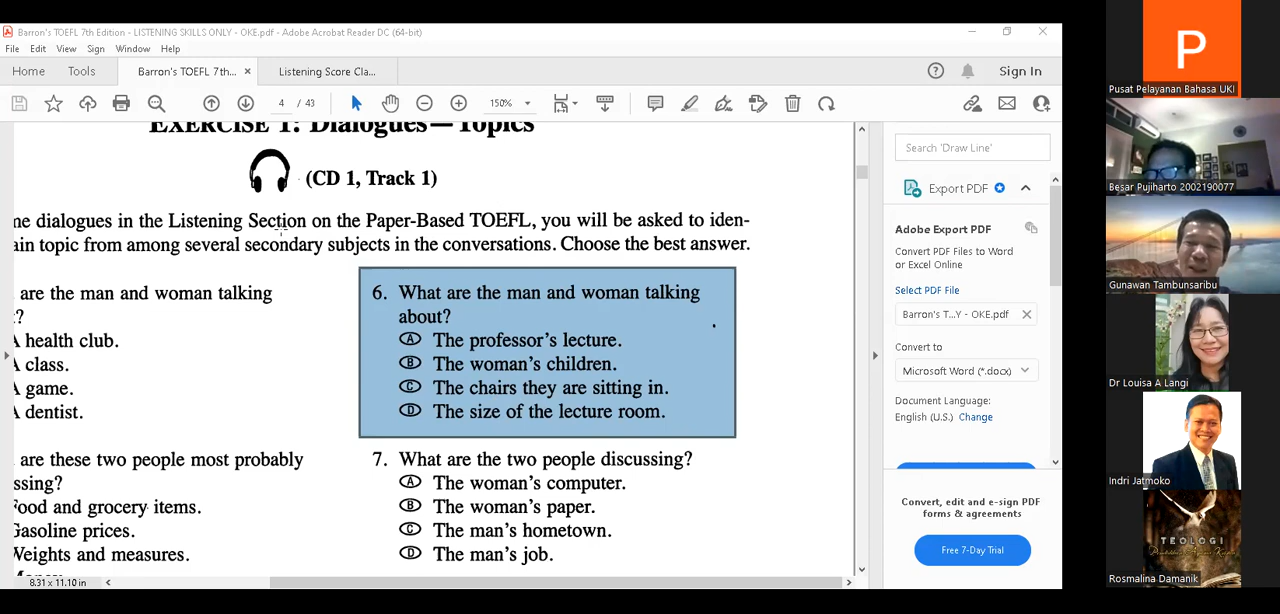 Barron's TOEFL 7th Edition - LISTENING SKILLS ONLY - OKE.pdf - Adobe Acrobat Reader DC (64-bit)
File Edit View Sign Window Help
Home Tools Barron's TOEFL 7th... × Listening Score Cla... Sign In
4 / 43 150%
EXERCISE 1: Dialogues—Topics
(CD 1, Track 1)
me dialogues in the Listening Section on the Paper-Based TOEFL, you will be asked to iden-
ain topic from among several secondary subjects in the conversations. Choose the best answer.
are the man and woman talking
t?
A health club.
A class.
A game.
A dentist.
are these two people most probably
ssing?
Food and grocery items.
Gasoline prices.
Weights and measures.
Money.
6. What are the man and woman talking
about?
A The professor's lecture.
B The woman's children.
C The chairs they are sitting in.
D The size of the lecture room.
7. What are the two people discussing?
A The woman's computer.
B The woman's paper.
C The man's hometown.
D The man's job.
8.31 x 11.10 in
Search 'Draw Line'
Export PDF
Adobe Export PDF
Convert PDF Files to Word
or Excel Online
Select PDF File
Barron's T...Y - OKE.pdf
Convert to
Microsoft Word (*.docx)
Document Language:
English (U.S.) Change
Convert, edit and e-sign PDF
forms & agreements
Free 7-Day Trial
P
Pusat Pelayanan Bahasa UKI
Besar Pujiharto 2002190077
Gunawan Tambunsaribu
Dr Louisa A Langi
Indri Jatmoko
TEOLOGI
Rosmalina Damanik